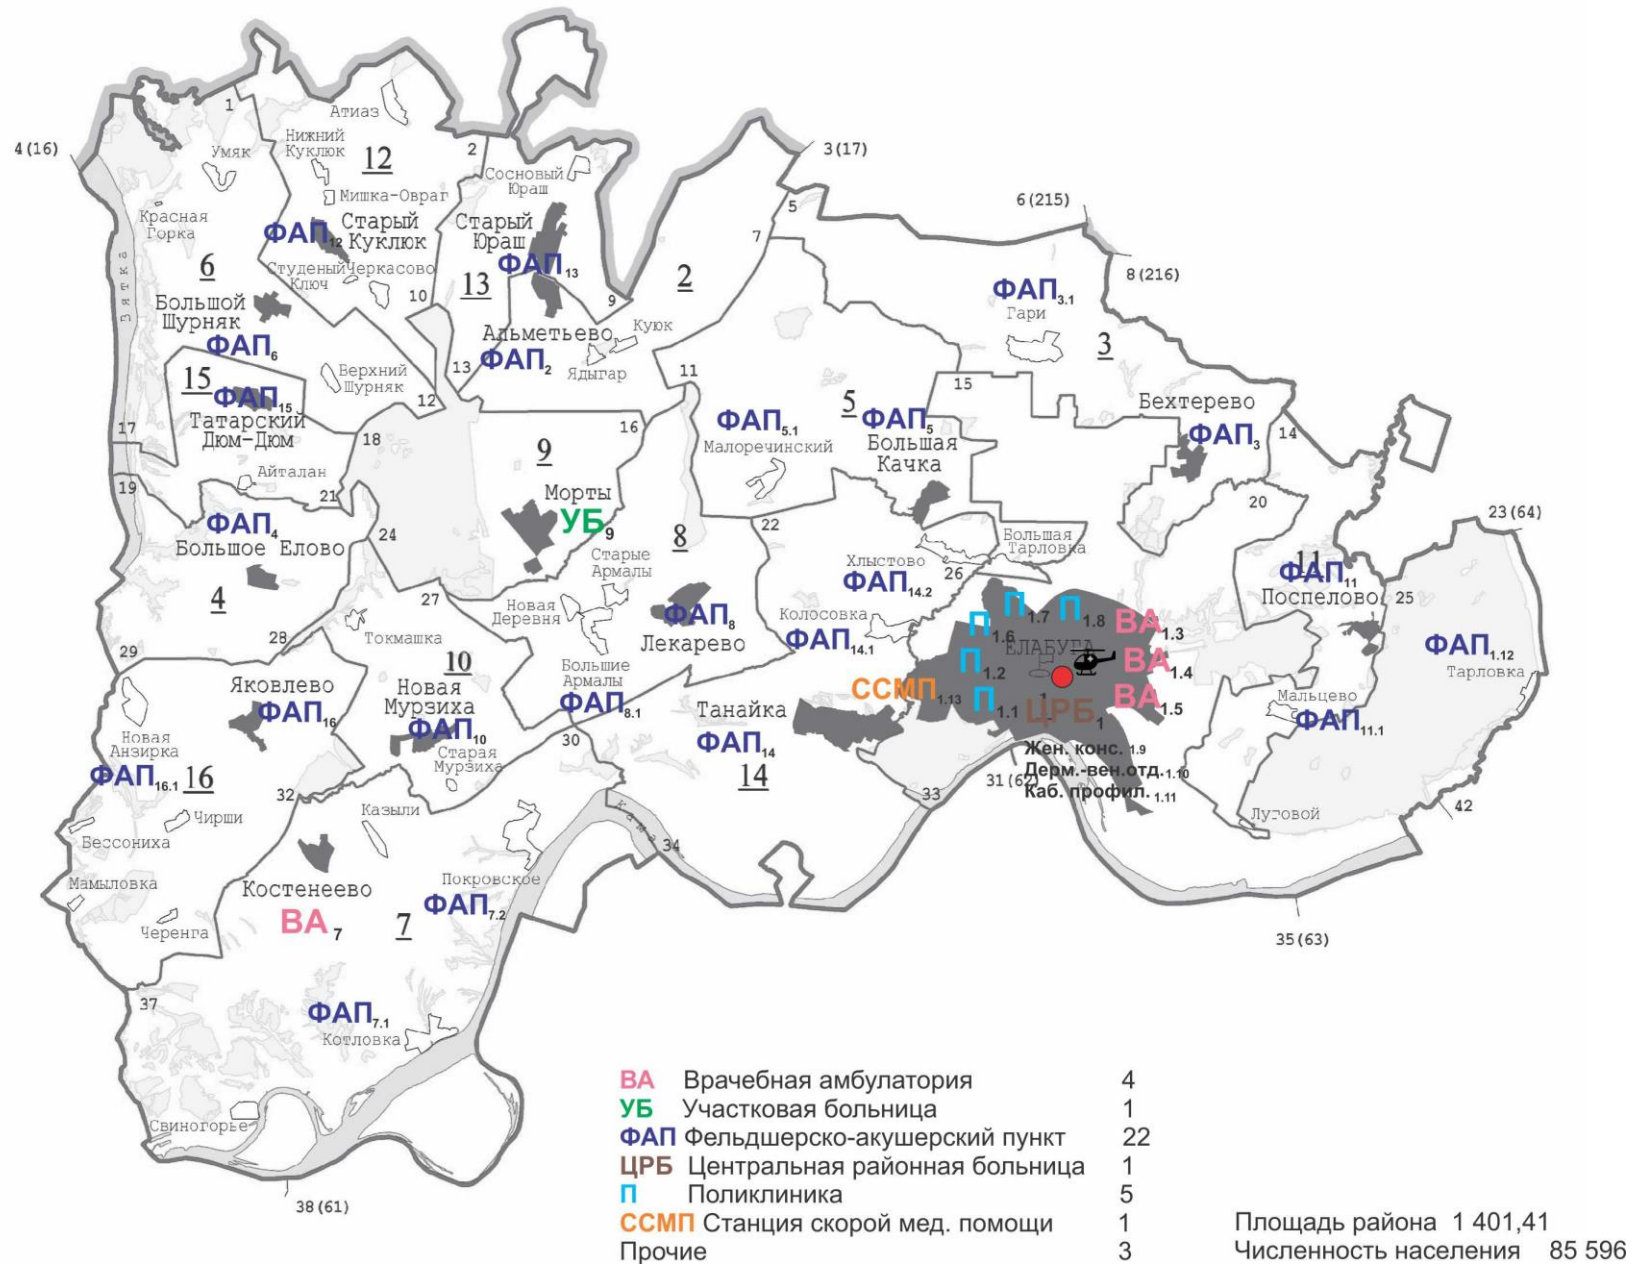 1
Атиаз
4(16)
Умяк
Нижний
Куклюк
12
2
3(17)
Сосновый
Юраш
Мишка-Овраг
Красная
Горка
ФАП12
Старый
Куклюк
Старый
Юраш
5
6(215)
7
Вятка
6
Студеный
Ключ
Черкасово
ФАП13
13
2
8(216)
10
9
ФАП3.1
Гари
3
Большой
Шурняк
ФАП6
Альметьево
ФАП2
Куюк
Ядыгар
13
11
15
Верхний
Шурняк
15
ФАП15
12
5
Бехтерево
Татарский
Дюм-Дюм
ФАП5.1
Малоречинский
ФАП5
Большая
Качка
ФАП3
14
17
18
16
9
19
Айталан
21
Морты
УБ
9
20
ФАП4
Большое Елово
24
8
22
23(64)
Старые
Армалы
Большая
Тарловка
Хлыстово
ФАП14.2
26
11
ФАП11
Поспелово
25
4
27
Новая
Деревня
ФАП8
Лекарево
Колосовка
ФАП14.1
П1.7
П1.8
П1.6
ВА1.3
28
Токмашка
ЕЛАБУГА
П1.2
ВА1.4
ФАП1.12
Тарловка
29
10
Большие
Армалы
ФАП8.1
ССМП1.13
П1.1
1
ЦРБ1
ВА1.5
Яковлево
ФАП16
Новая
Мурзиха
ФАП10
Танайка
ФАП14
Мальцево
ФАП11.1
Новая
Анзирка
ФАП16.1
16
Старая
Мурзиха
30
14
Жен. конс. 1.9
Дерм.-вен.отд.1.10
31(62)
Каб. профил. 1.11
32
33
Кама
Казыли
Чирши
Бессониха
34
42
Луговой
Мамыловка
Костенеево
Покровское
ФАП7.2
ВА7
7
Черенга
35(63)
37
ФАП7.1
Котловка
Свиногорье
38(61)
ВА Врачебная амбулатория 4
УБ Участковая больница 1
ФАП Фельдшерско-акушерский пункт 22
ЦРБ Центральная районная больница 1
П Поликлиника 5
ССМП Станция скорой мед. помощи 1
Прочие 3
Площадь района 1 401,41
Численность населения 85 596